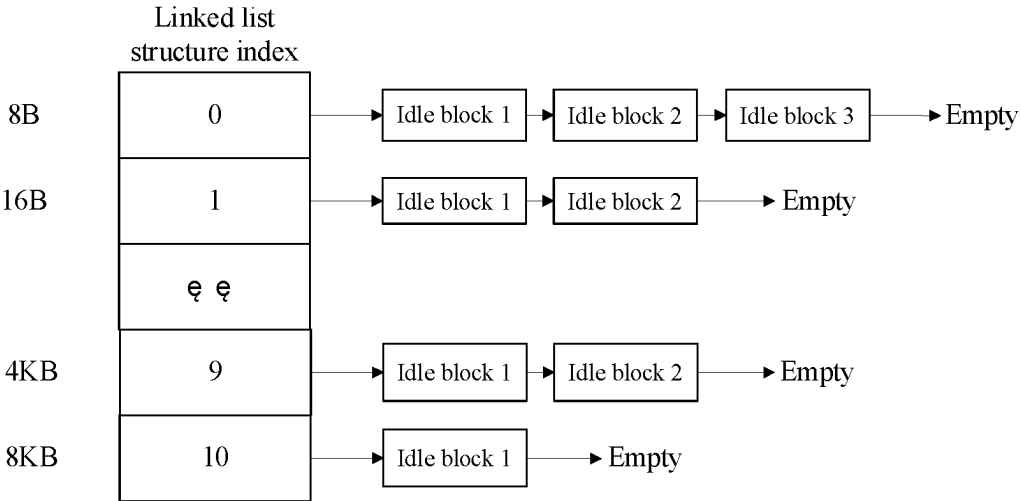 Linked list
structure index
8B 0 Idle block 1 Idle block 2 Idle block 3 Empty
16B 1 Idle block 1 Idle block 2 Empty
ę ę
4KB 9 Idle block 1 Idle block 2 Empty
8KB 10 Idle block 1 Empty